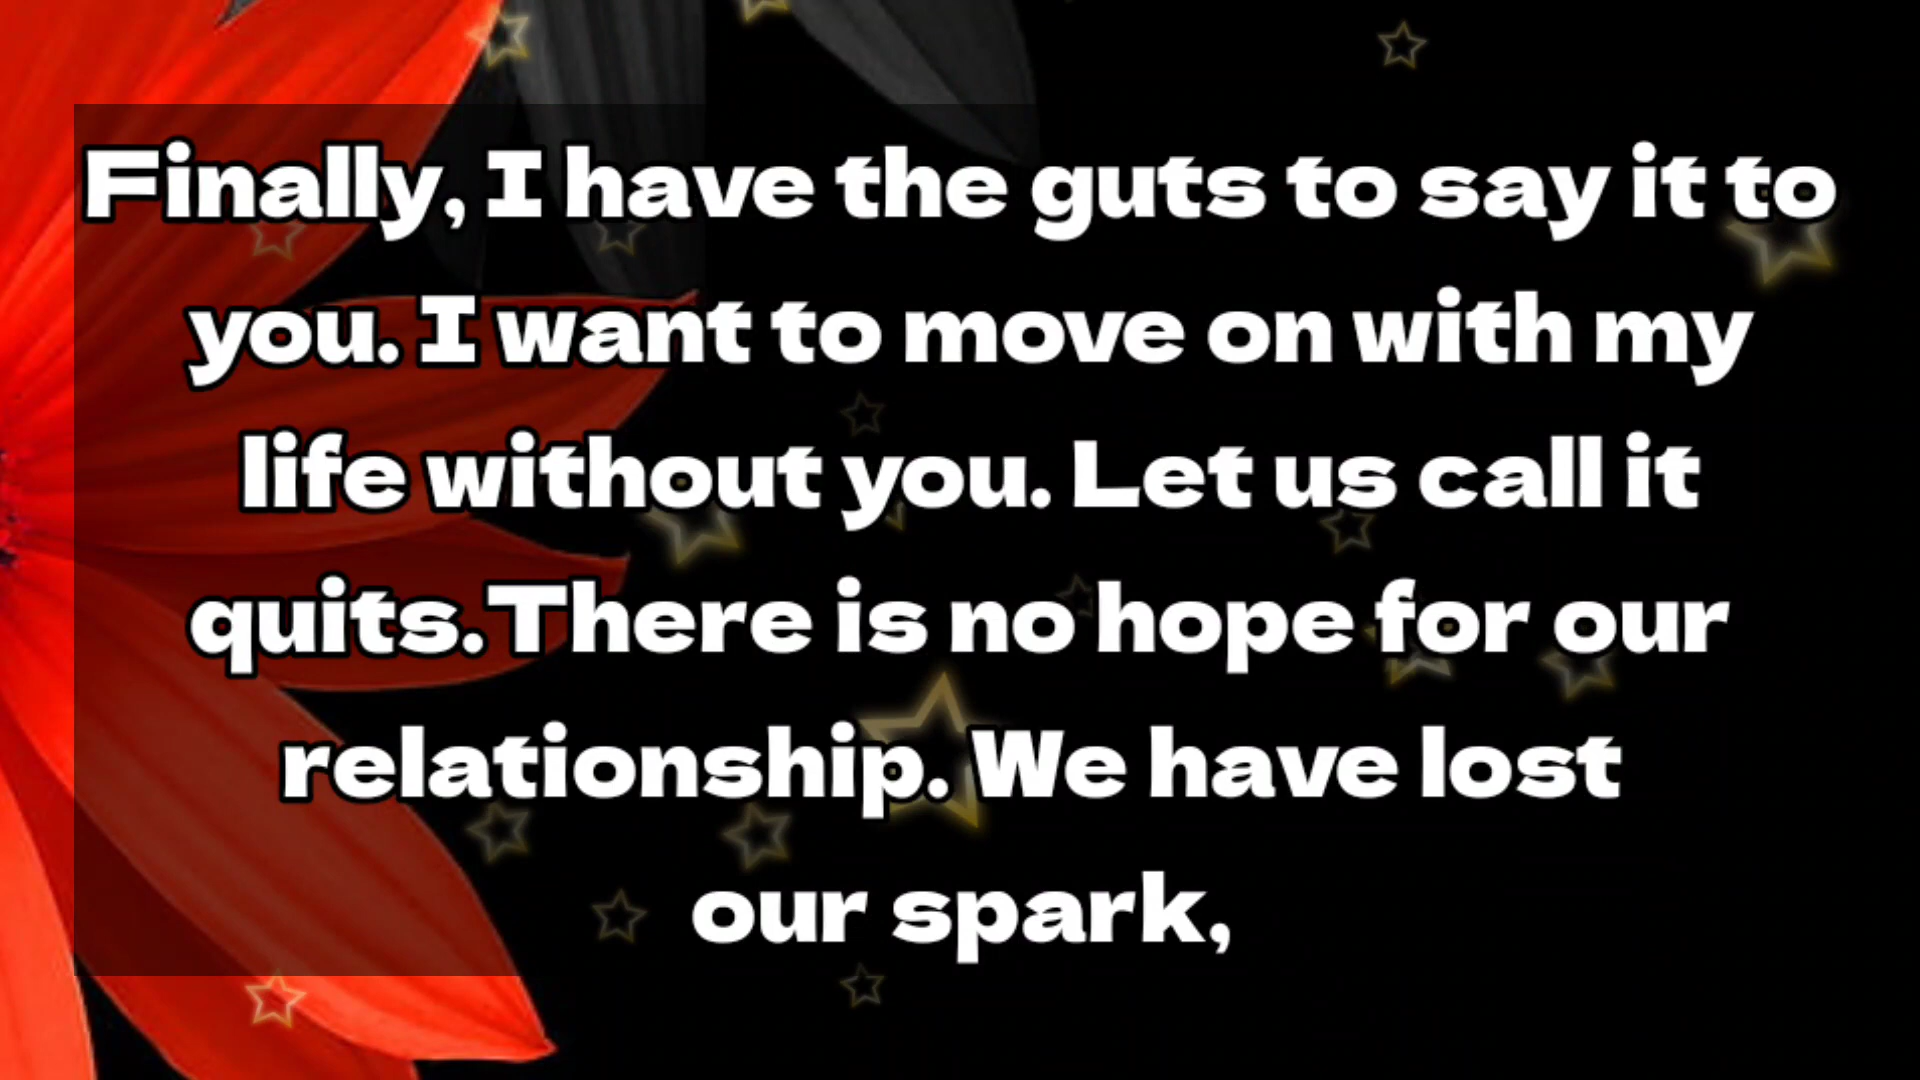 Finally, I have the guts to say it to
you. I want to move on with my
life without you. Let us call it
quits.There is no hope for our
relationship. We have lost
our spark,